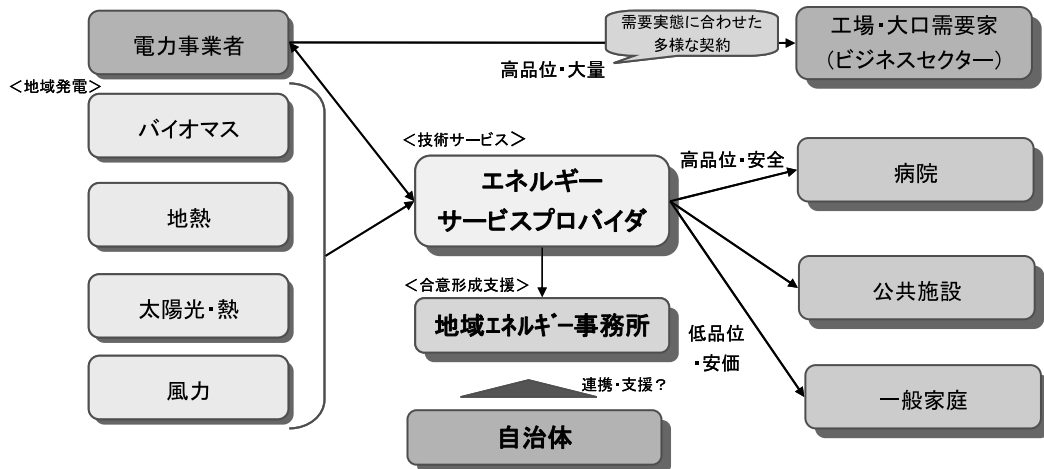 電力事業者
需要実態に合わせた
多様な契約
高品位・大量
工場・大口需要家
(ビジネスセクター)
<地域発電>
バイオマス
地熱
太陽光・熱
風力
<技術サービス>
エネルギー
サービスプロバイダ
高品位・安全
病院
公共施設
低品位
・安価
一般家庭
<合意形成支援>
地域エネルギー事務所
連携・支援?
自治体